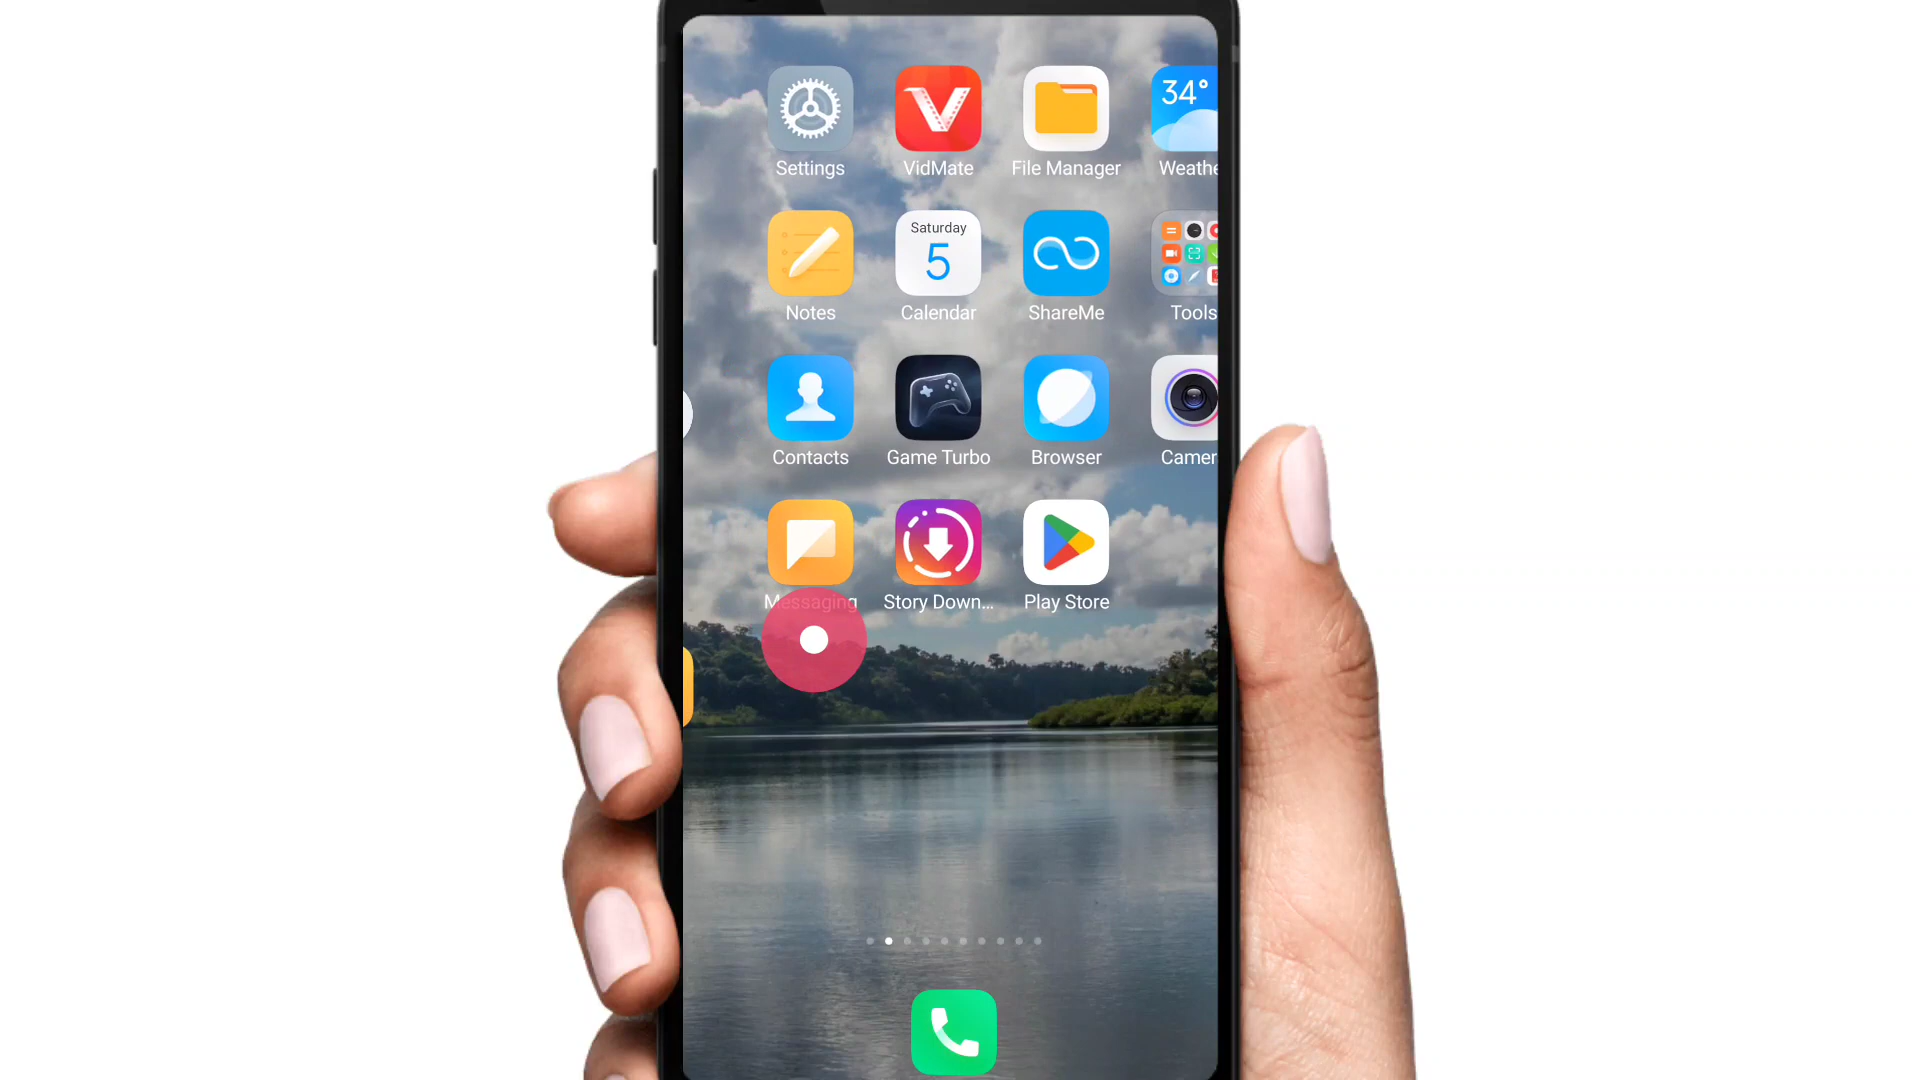 34°
Settings VidMate File Manager Weathe
Saturday
5
Notes Calendar ShareMe Tools
Contacts Game Turbo Browser Camer
Messaging Story Down... Play Store